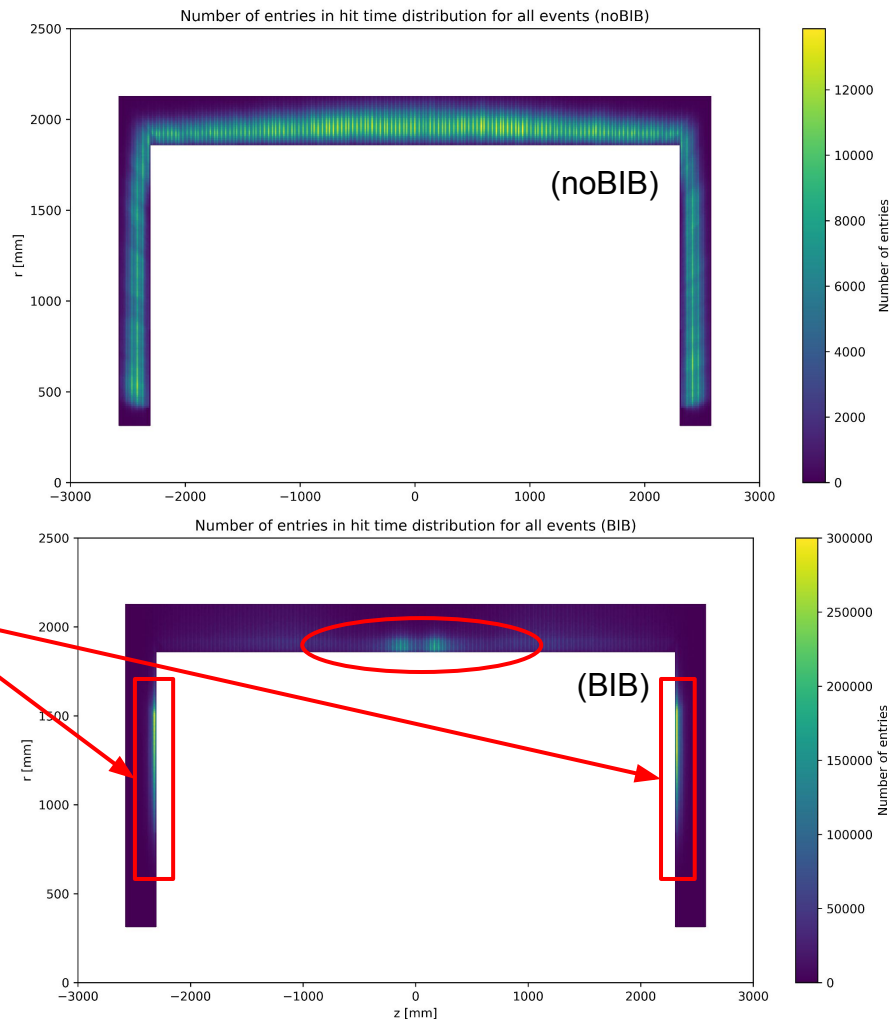 Number of entries in hit time distribution for all events (noBIB)
2500
2000
1500
1000
500
0
r [mm]
(noBIB)
−3000 −2000 −1000 0 1000 2000 3000
12000
10000
8000
6000
4000
2000
0
Number of entries
Number of entries in hit time distribution for all events (BIB)
2500
2000
1500
1000
500
0
r [mm]
(BIB)
−3000 −2000 −1000 0 1000 2000 3000
z [mm]
300000
250000
200000
150000
100000
50000
0
Number of entries